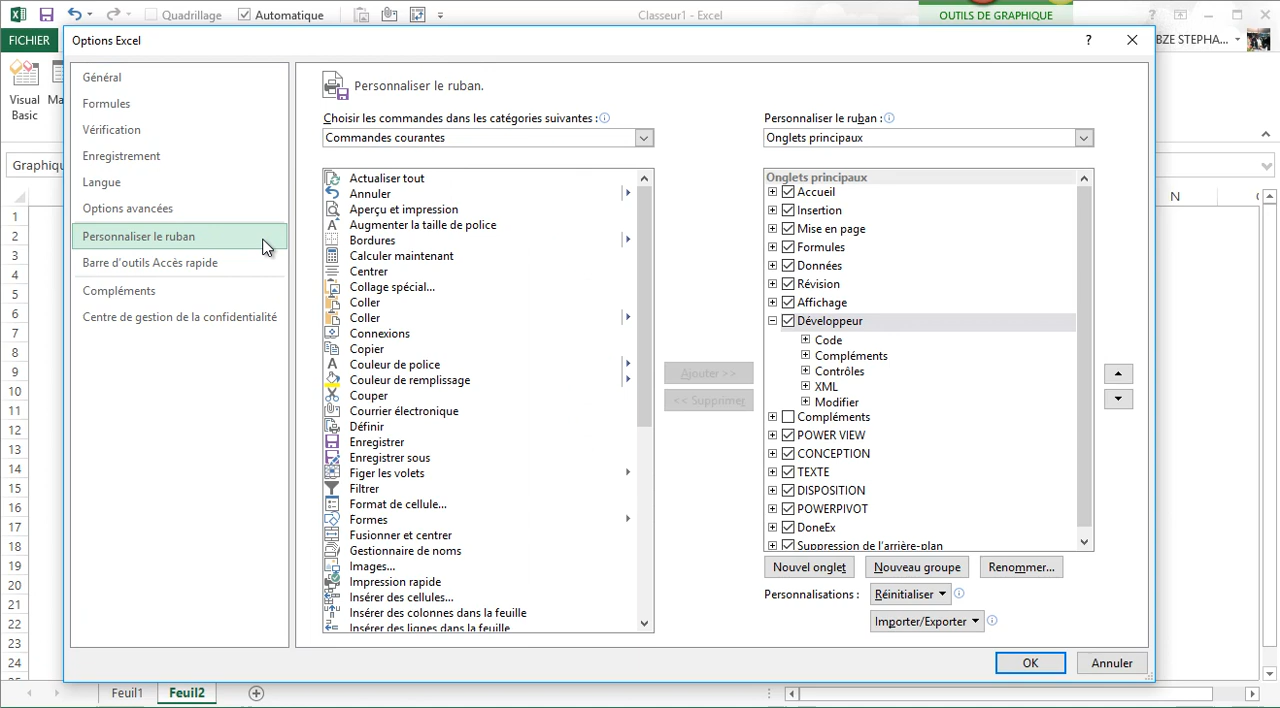 Quadrillage
Automatique
Classeur1 - Excel
OUTILS DE GRAPHIQUE
FICHIER
Options Excel
BZE STEPHA...
Visual
Basic
Ma
Graphiqu
Général
Formules
Vérification
Enregistrement
Langue
Options avancées
Personnaliser le ruban
Barre d'outils Accès rapide
Compléments
Centre de gestion de la confidentialité
Personnaliser le ruban.
Choisir les commandes dans les catégories suivantes :
Commandes courantes
Actualiser tout
Annuler
Aperçu et impression
Augmenter la taille de police
Bordures
Calculer maintenant
Centrer
Collage spécial...
Coller
Coller
Connexions
Copier
Couleur de police
Couleur de remplissage
Couper
Courrier électronique
Définir
Enregistrer
Enregistrer sous
Figer les volets
Filtrer
Format de cellule...
Formes
Fusionner et centrer
Gestionnaire de noms
Images...
Impression rapide
Insérer des cellules...
Insérer des colonnes dans la feuille
Insérer des lignes dans la feuille
Ajouter >>
<< Supprimer
Personnaliser le ruban :
Onglets principaux
Onglets principaux
Accueil
Insertion
Mise en page
Formules
Données
Révision
Affichage
Développeur
Code
Compléments
Contrôles
XML
Modifier
Compléments
POWER VIEW
CONCEPTION
TEXTE
DISPOSITION
POWERPIVOT
DoneEx
Suppression de l'arrière-plan
Nouvel onglet
Nouveau groupe
Renommer...
Personnalisations :
Réinitialiser
Importer/Exporter
OK
Annuler
N
1
2
3
4
5
6
7
8
9
10
11
12
13
14
15
16
17
18
19
20
21
22
23
24
Feuil1
Feuil2